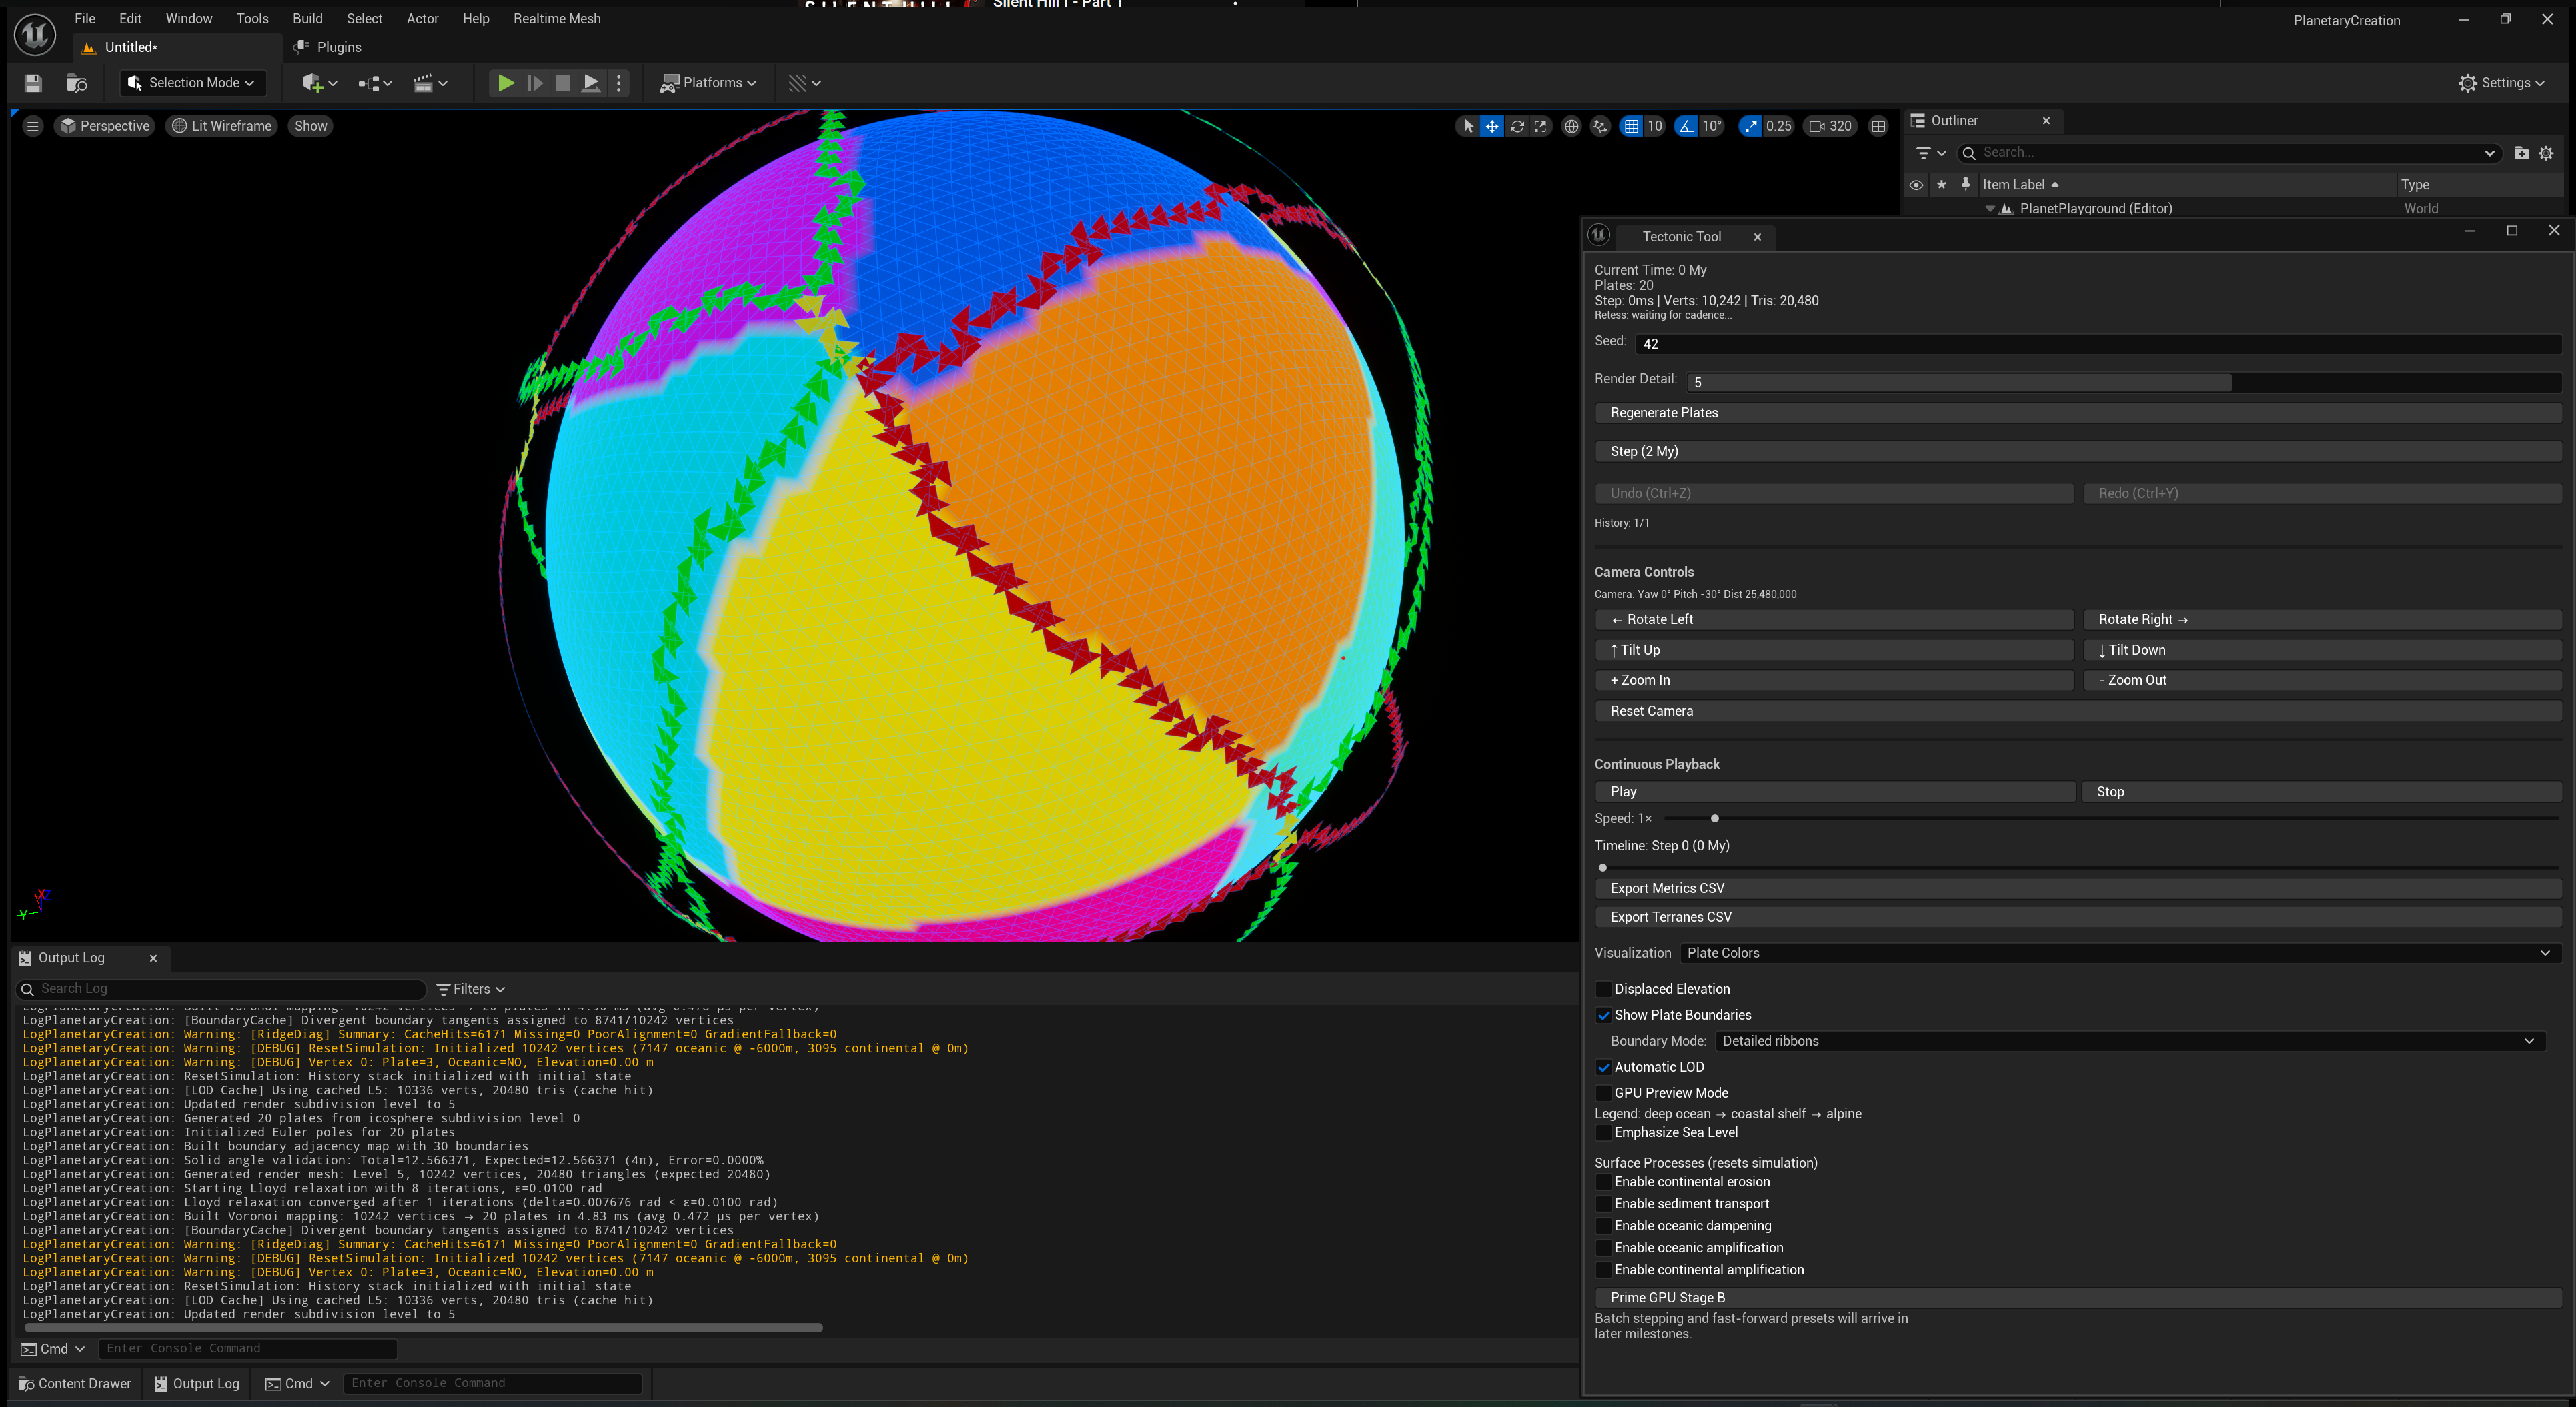 SILENT HILL
Silent Hill f - Part 1
File Edit Window Tools Build Select Actor Help Realtime Mesh
PlanetaryCreation
Untitled*
Plugins
Selection Mode
Platforms
Settings
Perspective
Lit Wireframe
Show
10
10°
0.25
320
Outliner
Search...
Item Label
Type
PlanetPlayground (Editor)
World
Tectonic Tool
Current Time: 0 My
Plates: 20
Step: 0ms | Verts: 10,242 | Tris: 20,480
Retess: waiting for cadence...
Seed: 42
Render Detail: 5
Regenerate Plates
Step (2 My)
Undo (Ctrl+Z)
Redo (Ctrl+Y)
History: 1/1
Camera Controls
Camera: Yaw 0° Pitch -30° Dist 25,480,000
← Rotate Left
Rotate Right →
↑ Tilt Up
↓ Tilt Down
+ Zoom In
- Zoom Out
Reset Camera
Continuous Playback
Play
Stop
Speed: 1×
Timeline: Step 0 (0 My)
Export Metrics CSV
Export Terranes CSV
Visualization Plate Colors
Displaced Elevation
Show Plate Boundaries
Boundary Mode: Detailed ribbons
Automatic LOD
GPU Preview Mode
Legend: deep ocean → coastal shelf → alpine
Emphasize Sea Level
Surface Processes (resets simulation)
Enable continental erosion
Enable sediment transport
Enable oceanic dampening
Enable oceanic amplification
Enable continental amplification
Prime GPU Stage B
Batch stepping and fast-forward presets will arrive in
later milestones.
X
Y
Z
Output Log
Search Log
Filters
LogPlanetaryCreation: [BoundaryCache] Divergent boundary tangents assigned to 8741/10242 vertices
LogPlanetaryCreation: Warning: [RidgeDiag] Summary: CacheHits=6171 Missing=0 PoorAlignment=0 GradientFallback=0
LogPlanetaryCreation: Warning: [DEBUG] ResetSimulation: Initialized 10242 vertices (7147 oceanic @ -6000m, 3095 continental @ 0m)
LogPlanetaryCreation: Warning: [DEBUG] Vertex 0: Plate=3, Oceanic=NO, Elevation=0.00 m
LogPlanetaryCreation: ResetSimulation: History stack initialized with initial state
LogPlanetaryCreation: [LOD Cache] Using cached L5: 10336 verts, 20480 tris (cache hit)
LogPlanetaryCreation: Updated render subdivision level to 5
LogPlanetaryCreation: Generated 20 plates from icosphere subdivision level 0
LogPlanetaryCreation: Initialized Euler poles for 20 plates
LogPlanetaryCreation: Built boundary adjacency map with 30 boundaries
LogPlanetaryCreation: Solid angle validation: Total=12.566371, Expected=12.566371 (4π), Error=0.0000%
LogPlanetaryCreation: Generated render mesh: Level 5, 10242 vertices, 20480 triangles (expected 20480)
LogPlanetaryCreation: Starting Lloyd relaxation with 8 iterations, ε=0.0100 rad
LogPlanetaryCreation: Lloyd relaxation converged after 1 iterations (delta=0.007676 rad < ε=0.0100 rad)
LogPlanetaryCreation: Built Voronoi mapping: 10242 vertices → 20 plates in 4.83 ms (avg 0.472 µs per vertex)
LogPlanetaryCreation: [BoundaryCache] Divergent boundary tangents assigned to 8741/10242 vertices
LogPlanetaryCreation: Warning: [RidgeDiag] Summary: CacheHits=6171 Missing=0 PoorAlignment=0 GradientFallback=0
LogPlanetaryCreation: Warning: [DEBUG] ResetSimulation: Initialized 10242 vertices (7147 oceanic @ -6000m, 3095 continental @ 0m)
LogPlanetaryCreation: Warning: [DEBUG] Vertex 0: Plate=3, Oceanic=NO, Elevation=0.00 m
LogPlanetaryCreation: ResetSimulation: History stack initialized with initial state
LogPlanetaryCreation: [LOD Cache] Using cached L5: 10336 verts, 20480 tris (cache hit)
LogPlanetaryCreation: Updated render subdivision level to 5
Cmd
Enter Console Command
Content Drawer
Output Log
Cmd
Enter Console Command